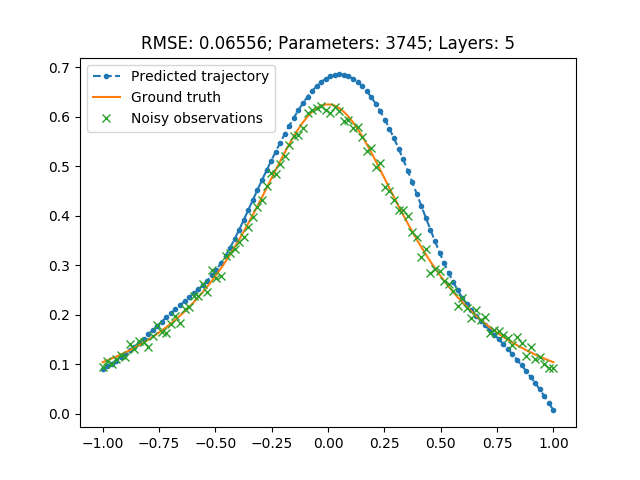 RMSE: 0.06556; Parameters: 3745; Layers: 5
Predicted trajectory
Ground truth
Noisy observations
0.7
0.6
0.5
0.4
0.3
0.2
0.1
0.0
−1.00 −0.75 −0.50 −0.25 0.00 0.25 0.50 0.75 1.00